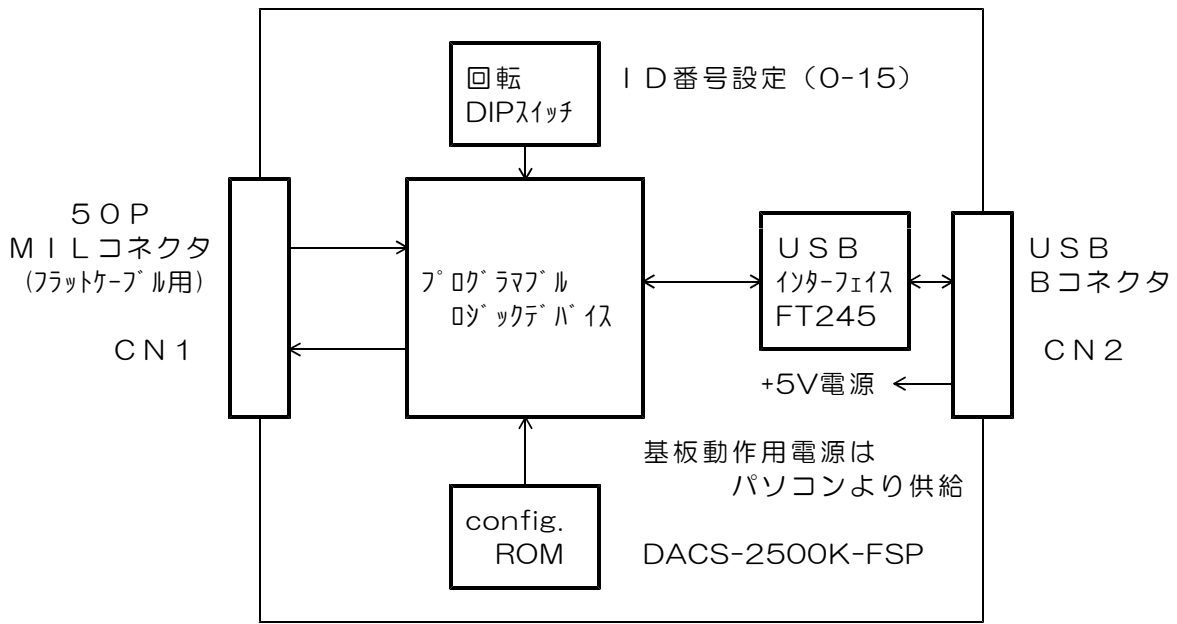 回転
DIPｽｲｯﾁ
ＩＤ番号設定（0-15）
５０Ｐ
ＭＩＬコネクタ
(ﾌﾗｯﾄｹｰﾌﾞﾙ用)
ＣＮ１
ﾌﾟﾛｸﾞﾗﾏﾌﾞﾙ
ﾛｼﾞｯｸﾃﾞﾊﾞｲｽ
ＵＳＢ
ｲﾝﾀｰﾌｪｲｽ
FT245
ＵＳＢ
Ｂコネクタ
ＣＮ２
+5V電源
基板動作用電源は
パソコンより供給
config.
ROM
DACS-2500K-FSP